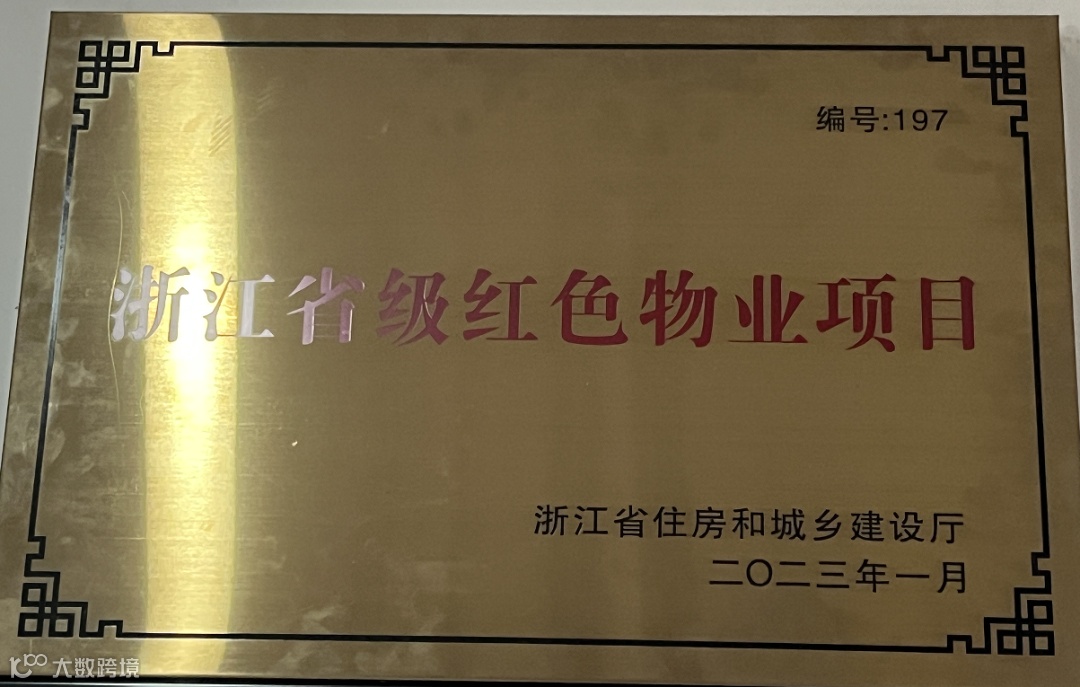 编号:197
浙江省级红色物业项目
浙江省住房和城乡建设厅
二〇二三年一月
大数跨境